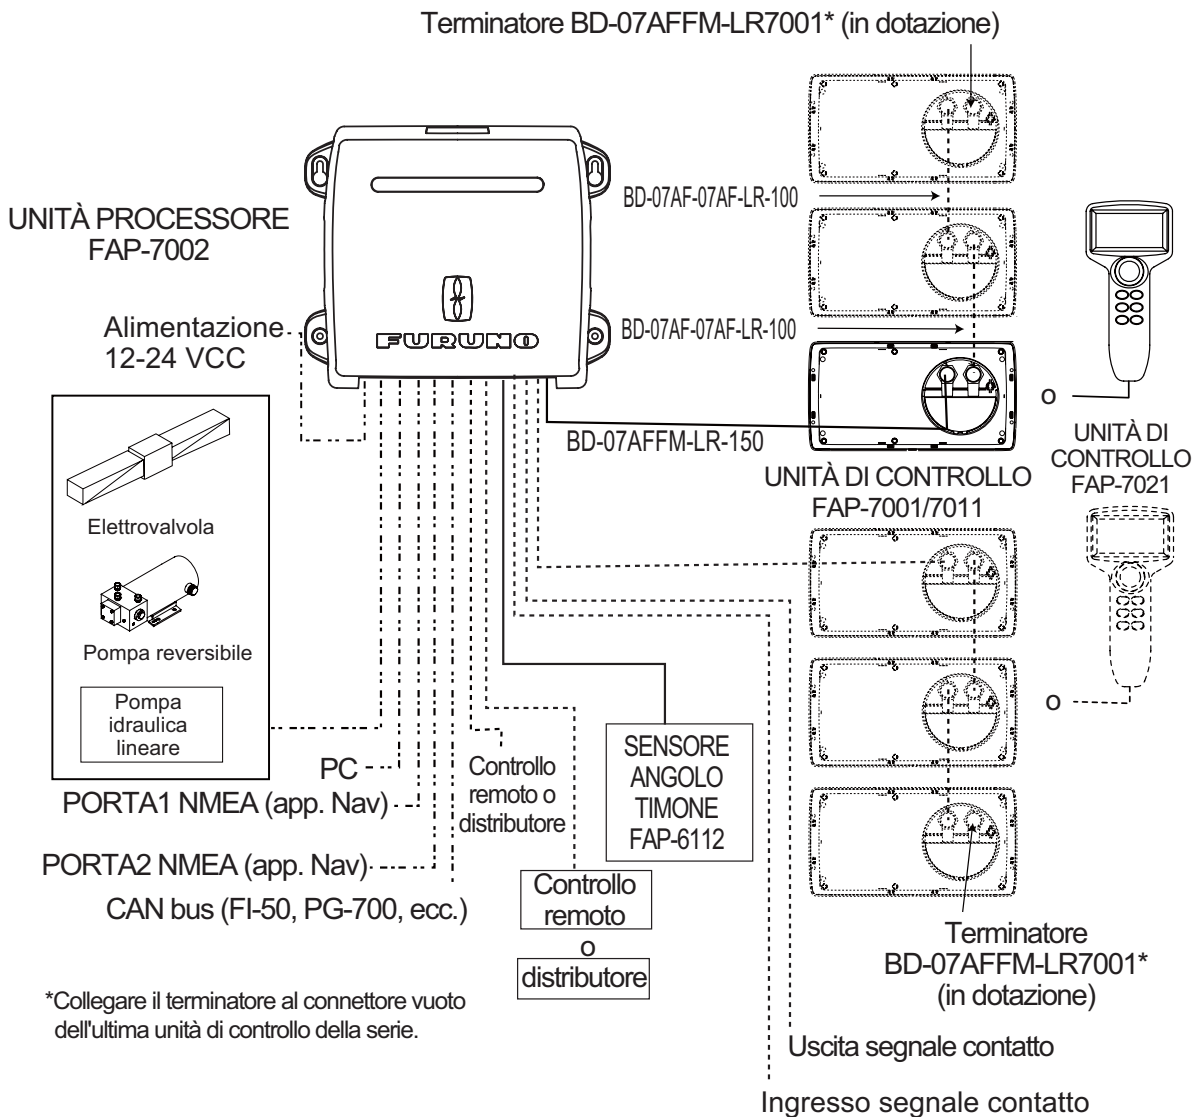 Terminatore BD-07AFFM-LR7001* (in dotazione)
BD-07AF-07AF-LR-100
UNITÀ PROCESSORE
FAP-7002
Alimentazione
12-24 VCC
FURUNO
BD-07AF-07AF-LR-100
o
BD-07AFFM-LR-150
UNITÀ DI CONTROLLO
FAP-7001/7011
UNITÀ DI
CONTROLLO
FAP-7021
Elettrovalvola
Pompa reversibile
Pompa
idraulica
lineare
PC
PORTA1 NMEA (app. Nav)
PORTA2 NMEA (app. Nav)
CAN bus (FI-50, PG-700, ecc.)
Controllo
remoto o
distributore
Controllo
remoto
o
distributore
SENSORE
ANGOLO
TIMONE
FAP-6112
o
Terminatore
BD-07AFFM-LR7001*
(in dotazione)
*Collegare il terminatore al connettore vuoto
dell'ultima unità di controllo della serie.
Uscita segnale contatto
Ingresso segnale contatto